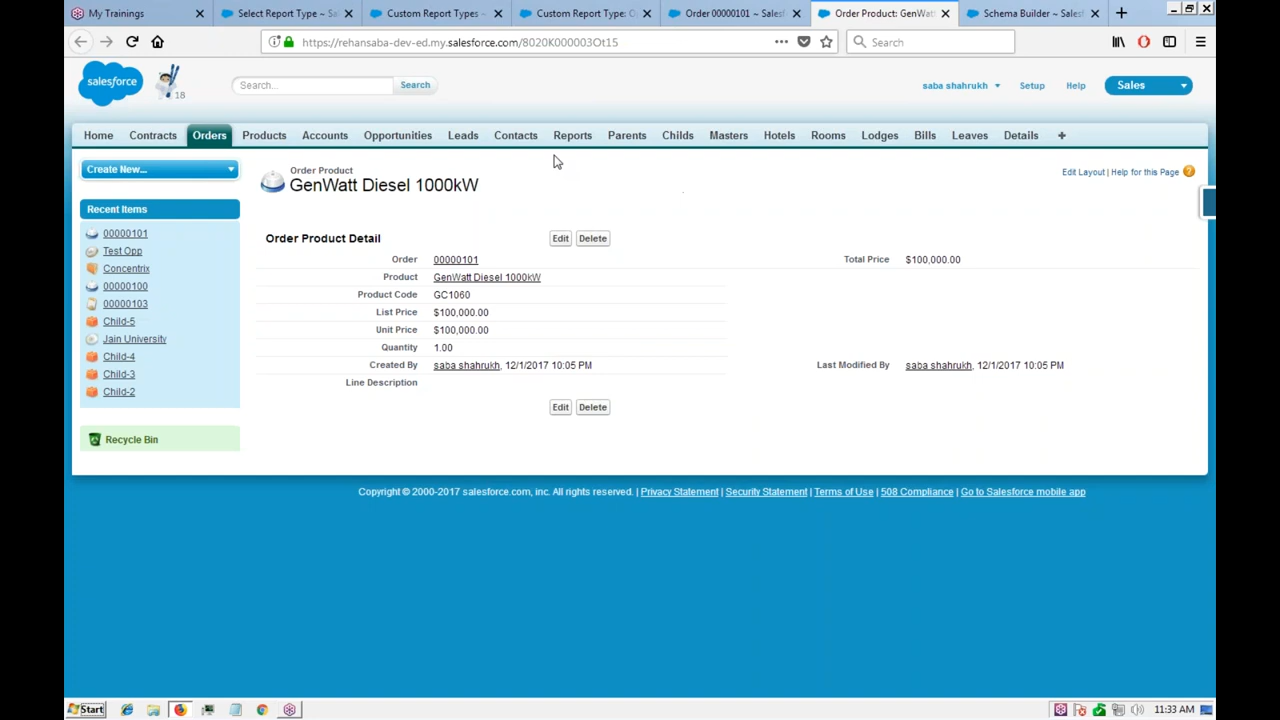 My Trainings
Select Report Type ~ Sa
Custom Report Types ~
Custom Report Type: O
Order 00000101 ~ Salesf
Order Product: GenWatt
Schema Builder ~ Salesf
https://rehansaba-dev-ed.my.salesforce.com/8020K000003Ot15
Search
salesforce
18
Search...
Search
saba shahrukh
Setup
Help
Sales
Home
Contracts
Orders
Products
Accounts
Opportunities
Leads
Contacts
Reports
Parents
Childs
Masters
Hotels
Rooms
Lodges
Bills
Leaves
Details
+
Create New...
Recent Items
00000101
Test Opp
Concentrix
00000100
00000103
Child-5
Jain University
Child-4
Child-3
Child-2
Recycle Bin
Order Product
GenWatt Diesel 1000kW
Edit Layout | Help for this Page ?
Order Product Detail
Edit Delete
Order 00000101
Total Price $100,000.00
Product GenWatt Diesel 1000kW
Product Code GC1060
List Price $100,000.00
Unit Price $100,000.00
Quantity 1.00
Created By saba shahrukh, 12/1/2017 10:05 PM
Last Modified By saba shahrukh, 12/1/2017 10:05 PM
Line Description
Edit Delete
Copyright © 2000-2017 salesforce.com, inc. All rights reserved. | Privacy Statement | Security Statement | Terms of Use | 508 Compliance | Go to Salesforce mobile app
Start
11:33 AM